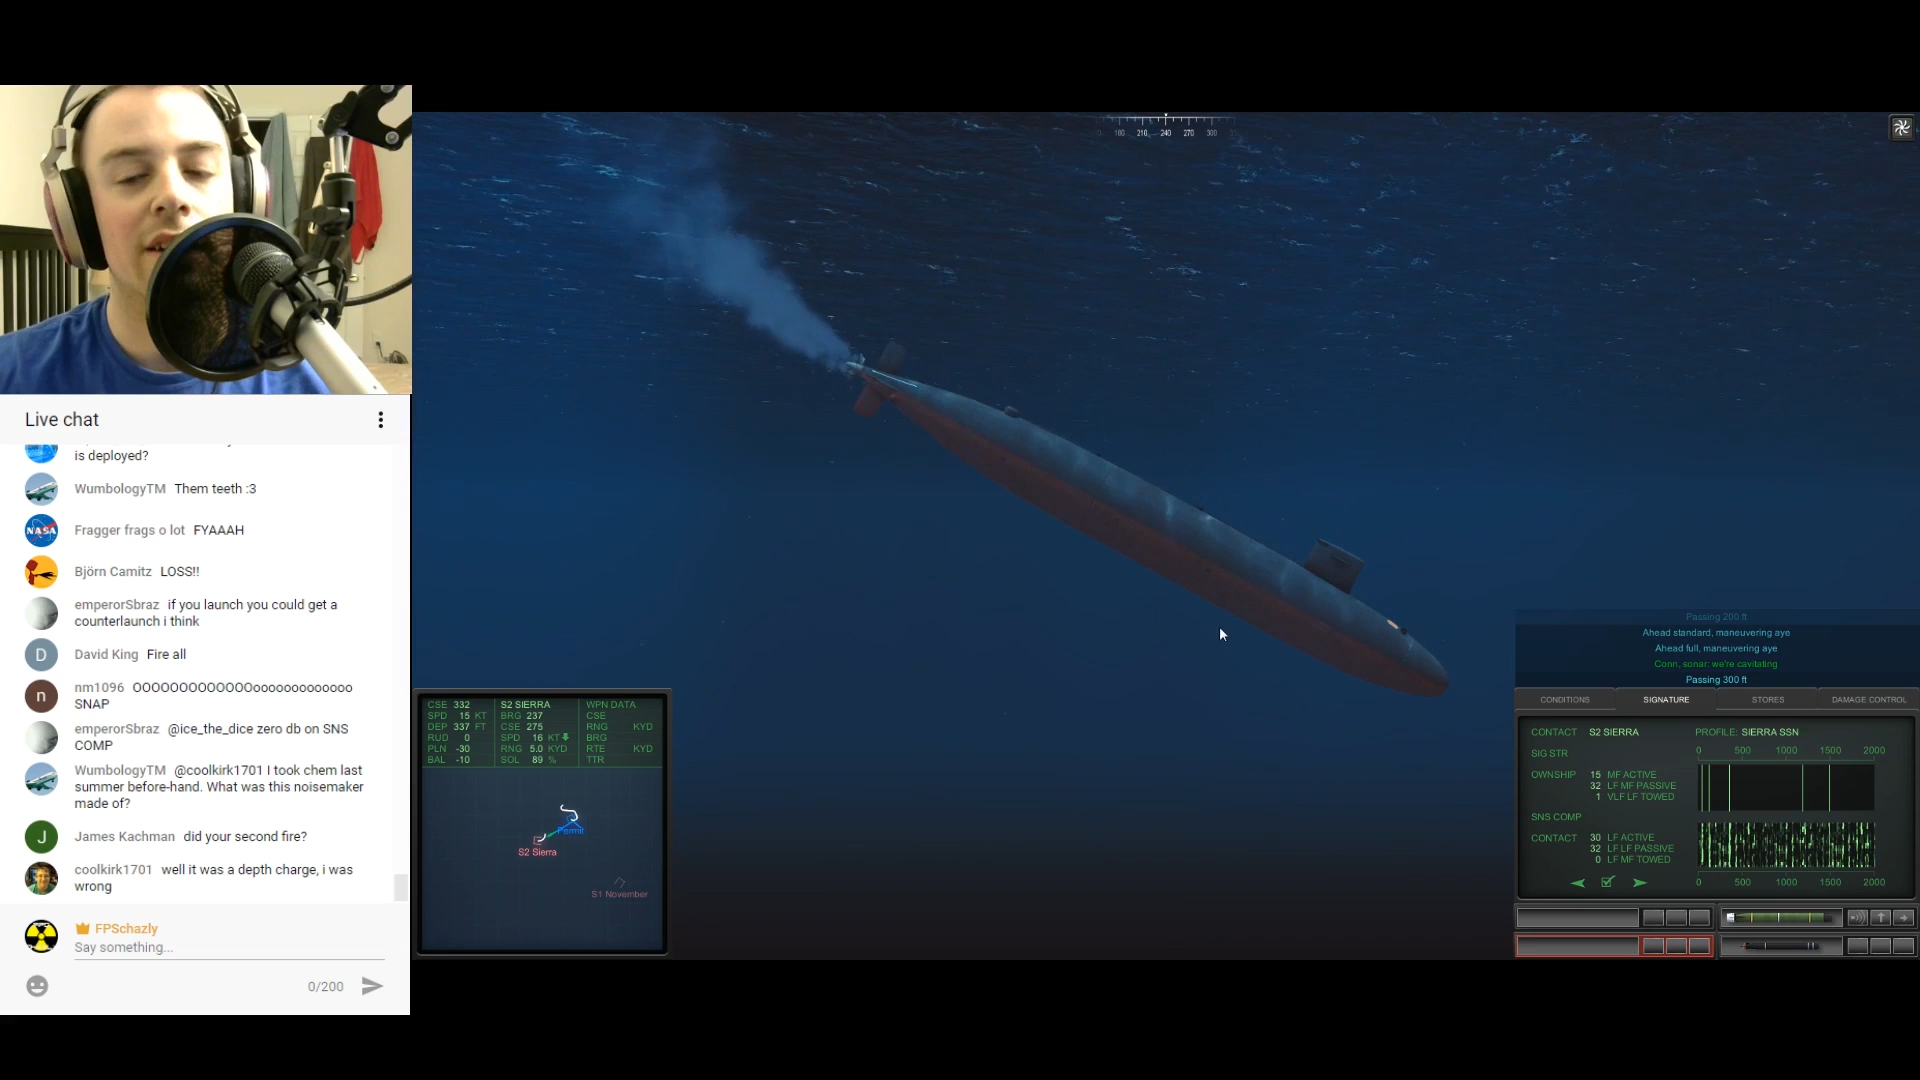 180 210 240 270 300
Live chat
is deployed?
WumbologyTM Them teeth :3
NASA
Fragger frags o lot FYAAAH
Björn Camitz LOSS!!
emperorSbraz if you launch you could get a
counterlaunch i think
D
David King Fire all
n
nm1096 OOOOOOOOOOOOOooooooooooooo
SNAP
emperorSbraz @ice_the_dice zero db on SNS
COMP
WumbologyTM @coolkirk1701 I took chem last
summer before-hand. What was this noisemaker
made of?
J
James Kachman did your second fire?
coolkirk1701 well it was a depth charge, i was
wrong
FPSchazly
Say something...
0/200
CSE 332 S2 SIERRA WPN DATA
SPD 15 KT BRG 237 CSE
DEP 337 FT CSE 275 RNG KYD
RUD 0 SPD 16 KT BRG
PLN -30 RNG 5.0 KYD RTE KYD
BAL -10 SOL 89 % TTR
Permit
S2 Sierra
S1 November
Passing 200 ft
Ahead standard, maneuvering aye
Ahead full, maneuvering aye
Conn, sonar: we're cavitating
Passing 300 ft
CONDITIONS SIGNATURE STORES DAMAGE CONTROL
CONTACT S2 SIERRA PROFILE: SIERRA SSN
SIG STR 0 500 1000 1500 2000
OWNSHIP 15 MF ACTIVE
32 LF MF PASSIVE
1 VLF LF TOWED
SNS COMP
CONTACT 30 LF ACTIVE
32 LF LF PASSIVE
0 LF MF TOWED
0 500 1000 1500 2000